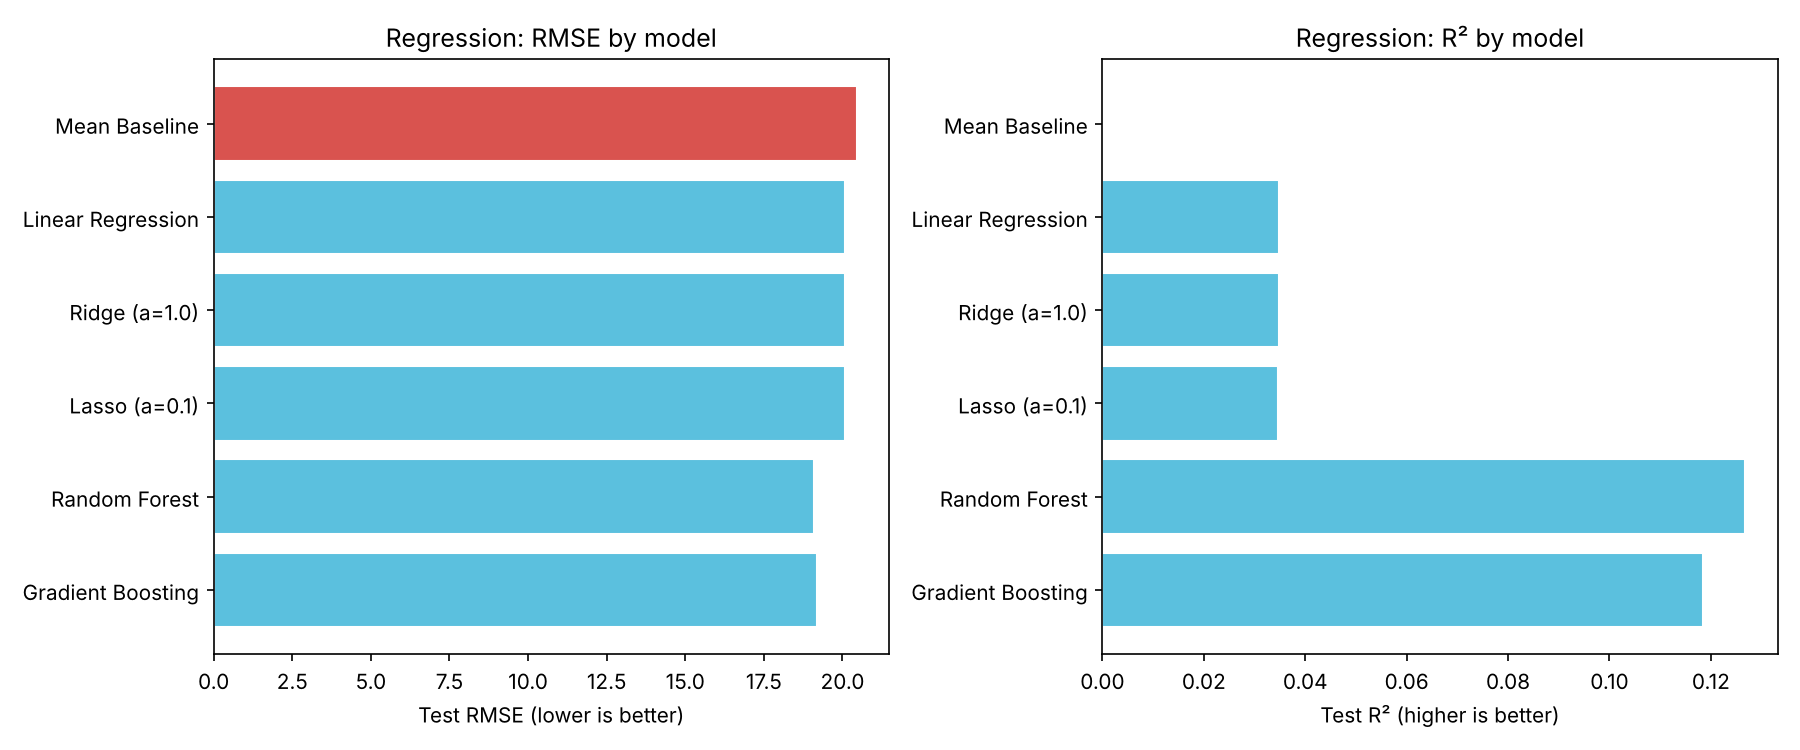 Regression: RMSE by model
Mean Baseline
Linear Regression
Ridge (a=1.0)
Lasso (a=0.1)
Random Forest
Gradient Boosting
0.0 2.5 5.0 7.5 10.0 12.5 15.0 17.5 20.0
Test RMSE (lower is better)
Regression: R² by model
Mean Baseline
Linear Regression
Ridge (a=1.0)
Lasso (a=0.1)
Random Forest
Gradient Boosting
0.00 0.02 0.04 0.06 0.08 0.10 0.12
Test R² (higher is better)